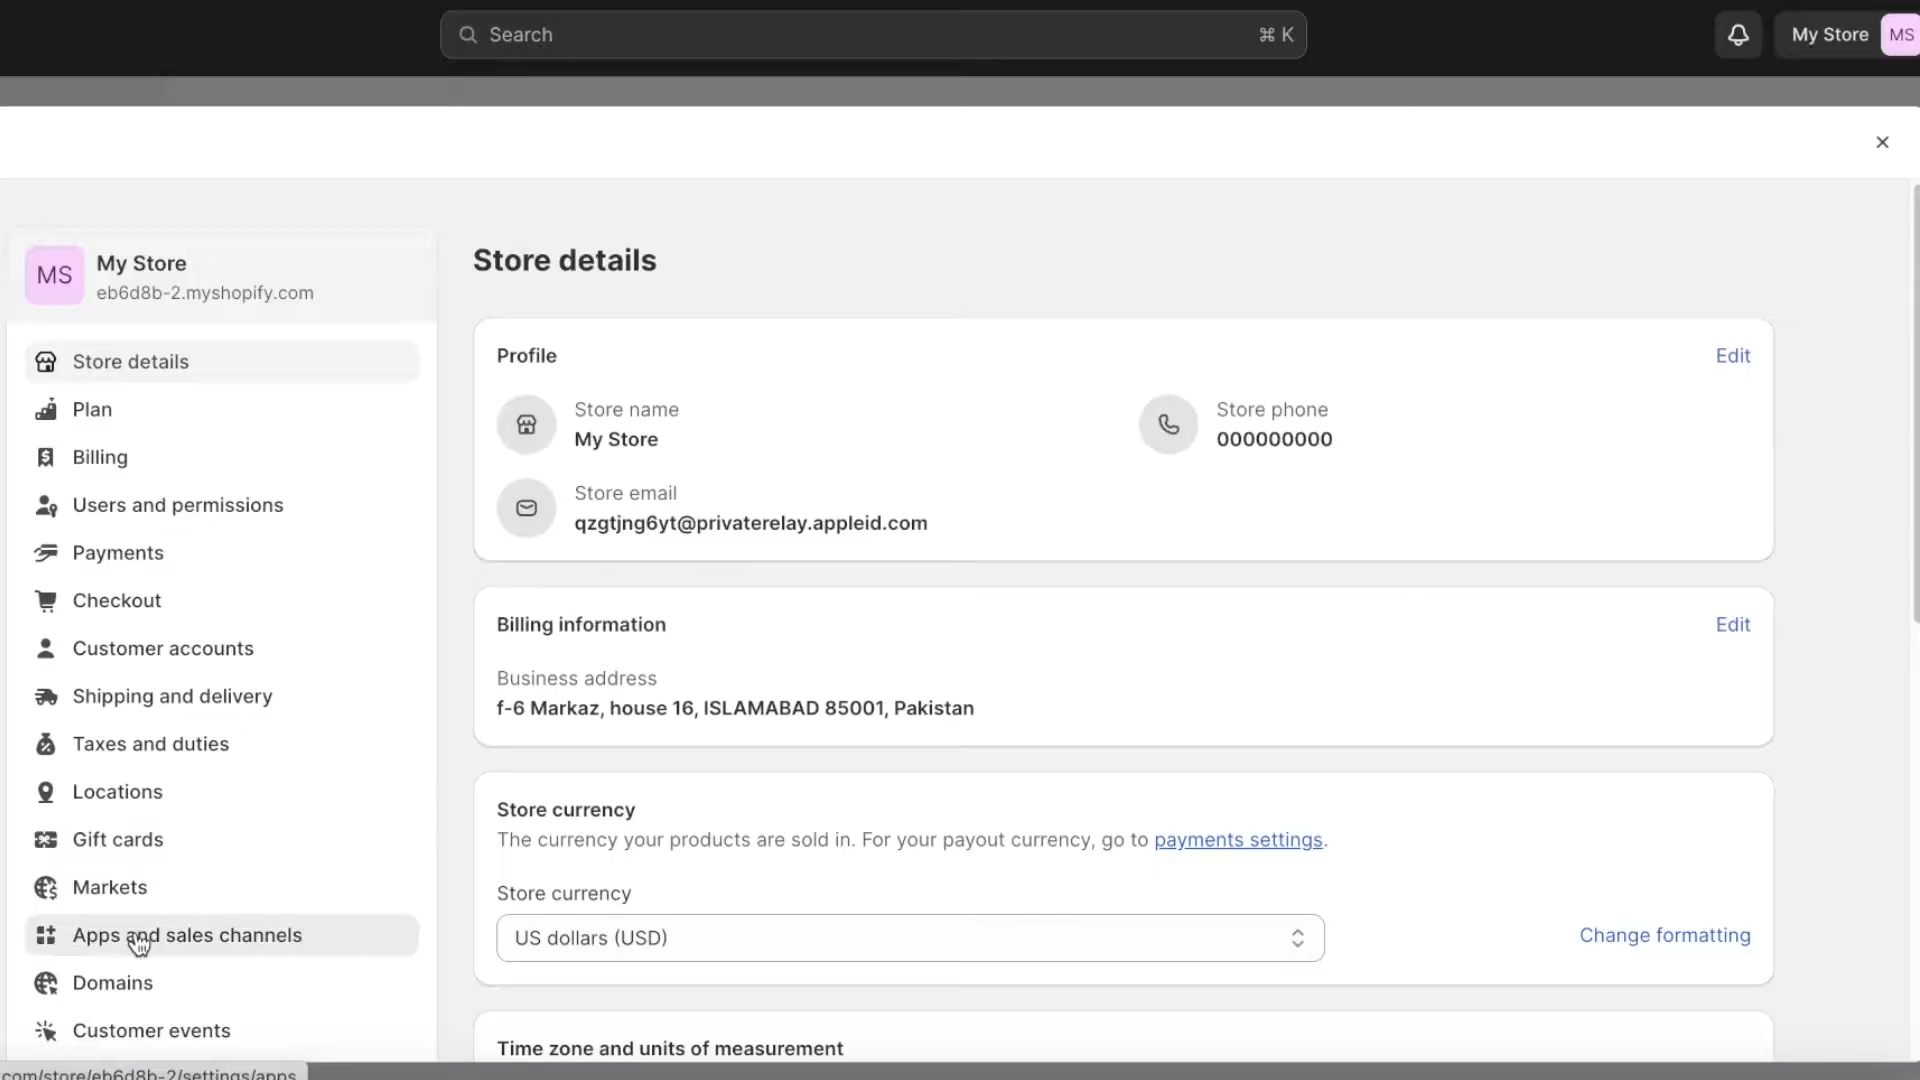 Search
⌘ K
My Store
MS
MS
My Store
eb6d8b-2.myshopify.com
Store details
Plan
Billing
Users and permissions
Payments
Checkout
Customer accounts
Shipping and delivery
Taxes and duties
Locations
Gift cards
Markets
Apps and sales channels
Domains
Customer events
Store details
Profile
Edit
Store name
My Store
Store phone
000000000
Store email
qzgtjng6yt@privaterelay.appleid.com
Billing information
Edit
Business address
f-6 Markaz, house 16, ISLAMABAD 85001, Pakistan
Store currency
The currency your products are sold in. For your payout currency, go to payments settings.
Store currency
US dollars (USD)
Change formatting
Time zone and units of measurement
com/store/eb6d8b-2/settings/apps